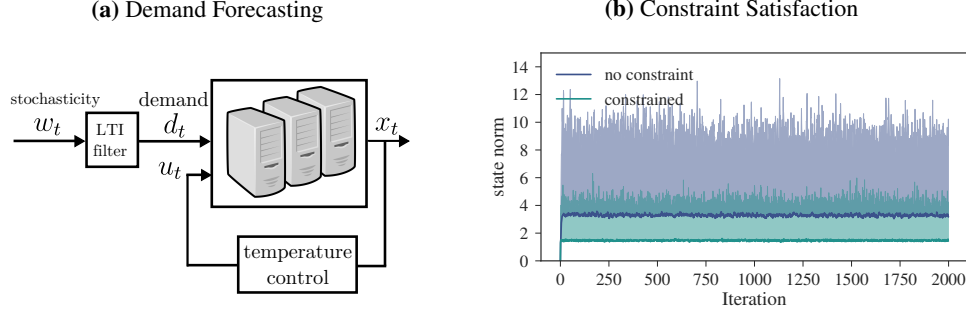 (a) Demand Forecasting
stochasticity
w_t
LTI
filter
demand
d_t
u_t
x_t
temperature
control
(b) Constraint Satisfaction
no constraint
constrained
state norm
14
12
10
8
6
4
2
0
0 250 500 750 1000 1250 1500 1750 2000
Iteration